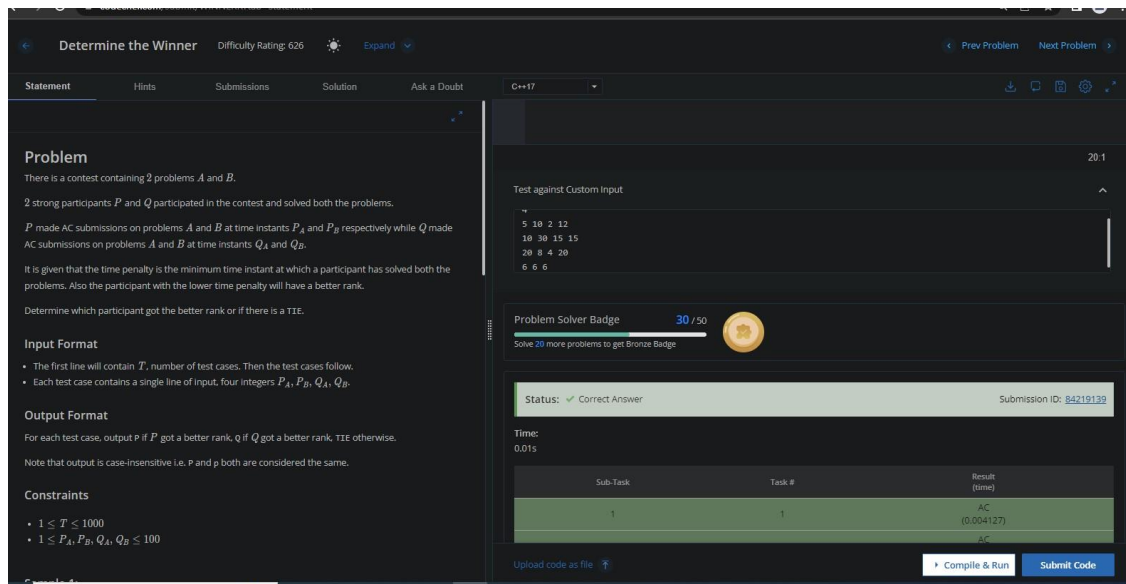 Determine the Winner
Difficulty Rating: 626
Expand
Prev Problem
Next Problem
Statement
Hints
Submissions
Solution
Ask a Doubt
C++17
Problem
There is a contest containing 2 problems A and B.
2 strong participants P and Q participated in the contest and solved both the problems.
P made AC submissions on problems A and B at time instants P_A and P_B respectively while Q made
AC submissions on problems A and B at time instants Q_A and Q_B.
It is given that the time penalty is the minimum time instant at which a participant has solved both the
problems. Also the participant with the lower time penalty will have a better rank.
Determine which participant got the better rank or if there is a TIE.
Input Format
• The first line will contain T, number of test cases. Then the test cases follow.
• Each test case contains a single line of input, four integers P_A, P_B, Q_A, Q_B.
Output Format
For each test case, output P if P got a better rank, Q if Q got a better rank, TIE otherwise.
Note that output is case-insensitive i.e. P and p both are considered the same.
Constraints
• 1 ≤ T ≤ 1000
• 1 ≤ P_A, P_B, Q_A, Q_B ≤ 100
20:1
Test against Custom Input
5 10 2 12
10 30 15 15
20 8 4 20
6 6 6
Problem Solver Badge
30 / 50
Solve 20 more problems to get Bronze Badge
Status: ✓ Correct Answer
Submission ID: 84219139
Time:
0.01s
Sub-Task
Task #
Result
(time)
1
1
AC
(0.004127)
AC
Upload code as file
Compile & Run
Submit Code